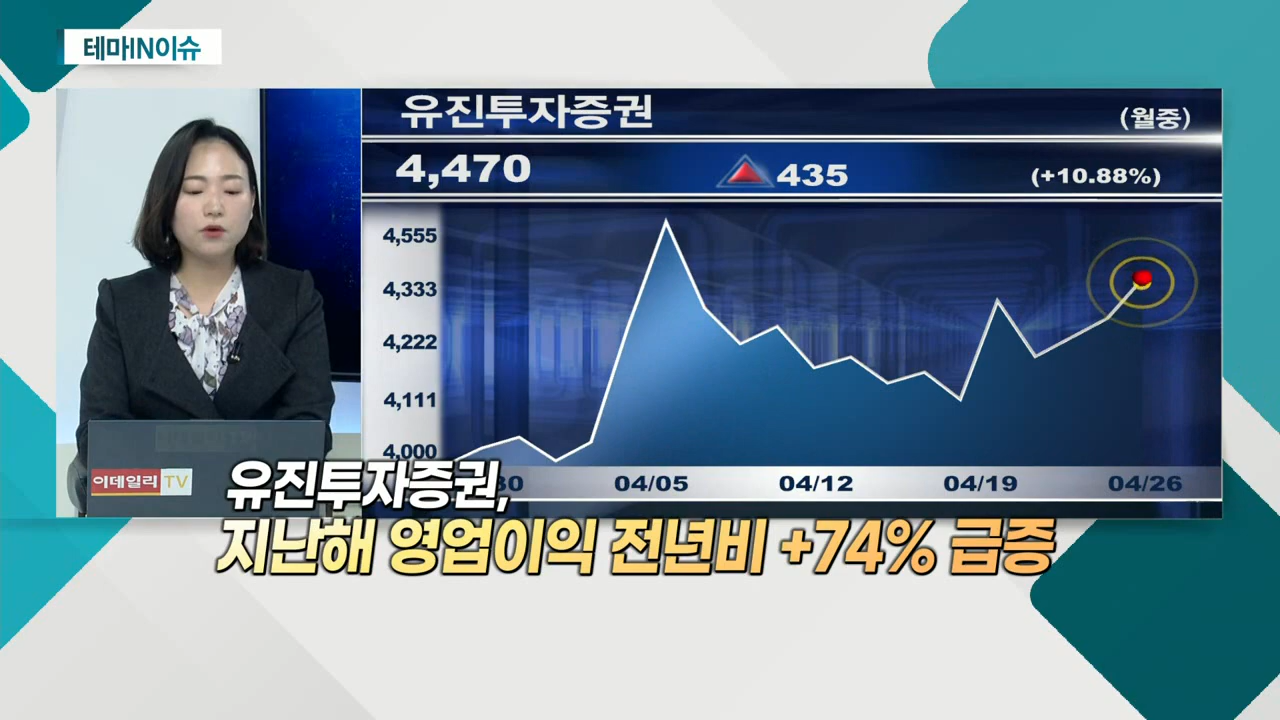 테마IN이슈
유진투자증권
(월중)
4,470
435
(+10.88%)
4,555
4,333
4,222
4,111
4,000
30
04/05
04/12
04/19
04/26
이데일리 TV
유진투자증권,
지난해 영업이익 전년비 +74% 급증